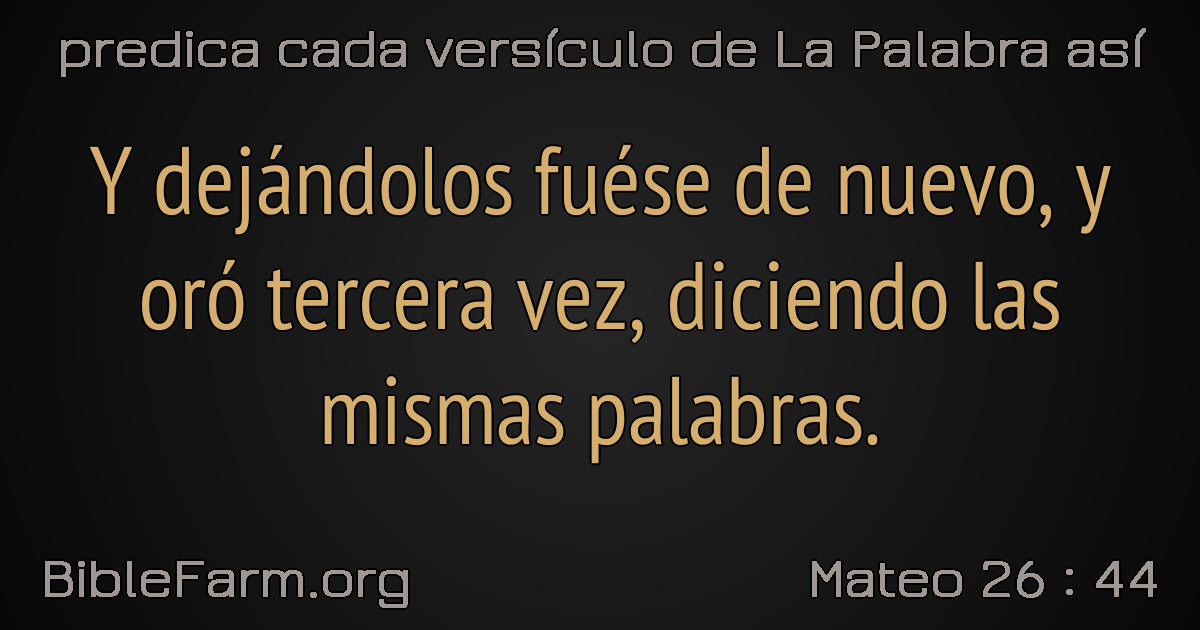 predica cada versículo de La Palabra así
Y dejándolos fuése de nuevo, y
oró tercera vez, diciendo las
mismas palabras.
BibleFarm.org
Mateo 26 : 44